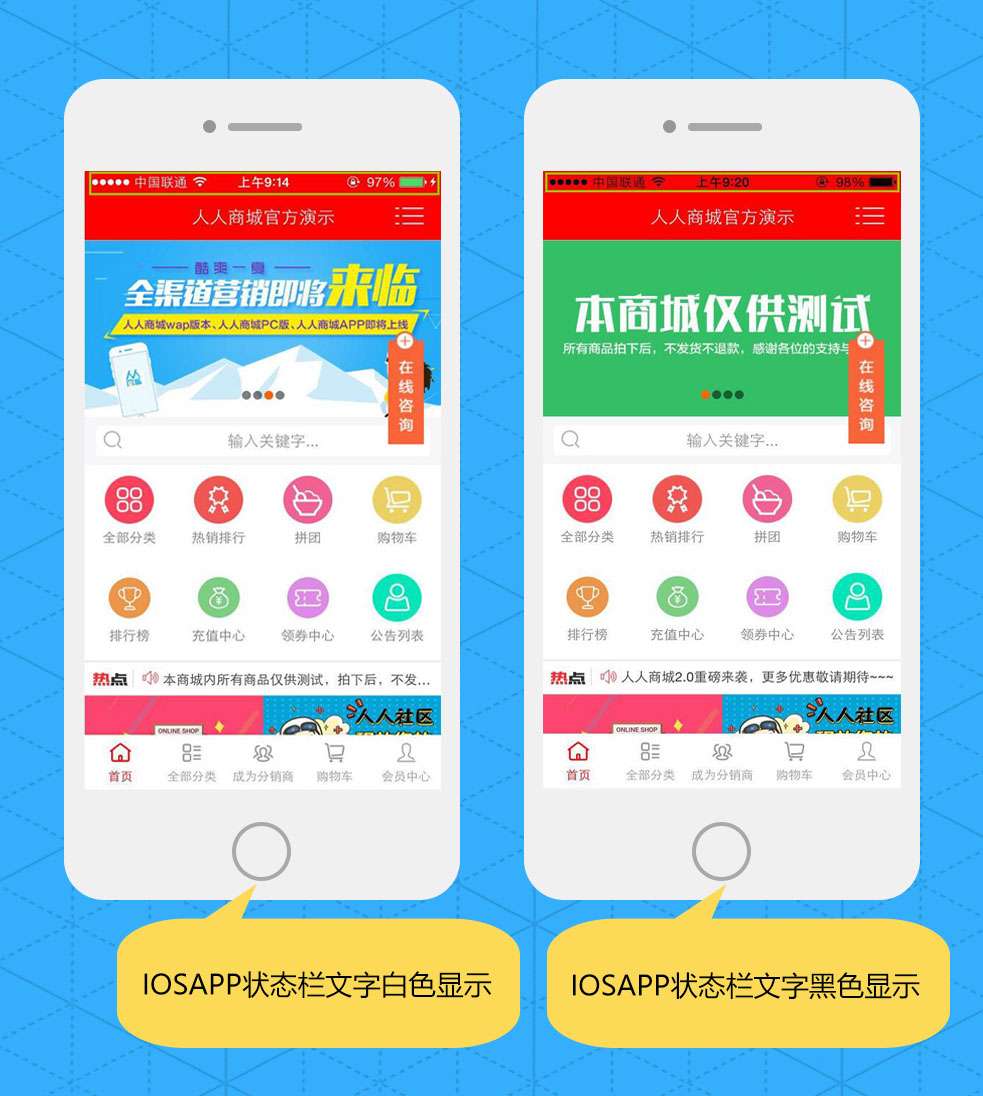 中国联通 上午9:14 97%
人人商城官方演示
酷爽一夏
全渠道营销即将来临
人人商城wap版本、人人商城PC版、人人商城APP即将上线
在线咨询
输入关键字...
全部分类 热销排行 拼团 购物车
排行榜 充值中心 领券中心 公告列表
热点 本商城内所有商品仅供测试，拍下后，不发...
ONLINE SHOP
人人社区
首页 全部分类 成为分销商 购物车 会员中心
IOSAPP状态栏文字白色显示
中国联通 上午9:20 98%
人人商城官方演示
本商城仅供测试
所有商品拍下后，不发货不退款，感谢各位的支持与
在线咨询
输入关键字...
全部分类 热销排行 拼团 购物车
排行榜 充值中心 领券中心 公告列表
热点 人人商城2.0重磅来袭，更多优惠敬请期待~~~
ONLINE SHOP
人人社区
首页 全部分类 成为分销商 购物车 会员中心
IOSAPP状态栏文字黑色显示